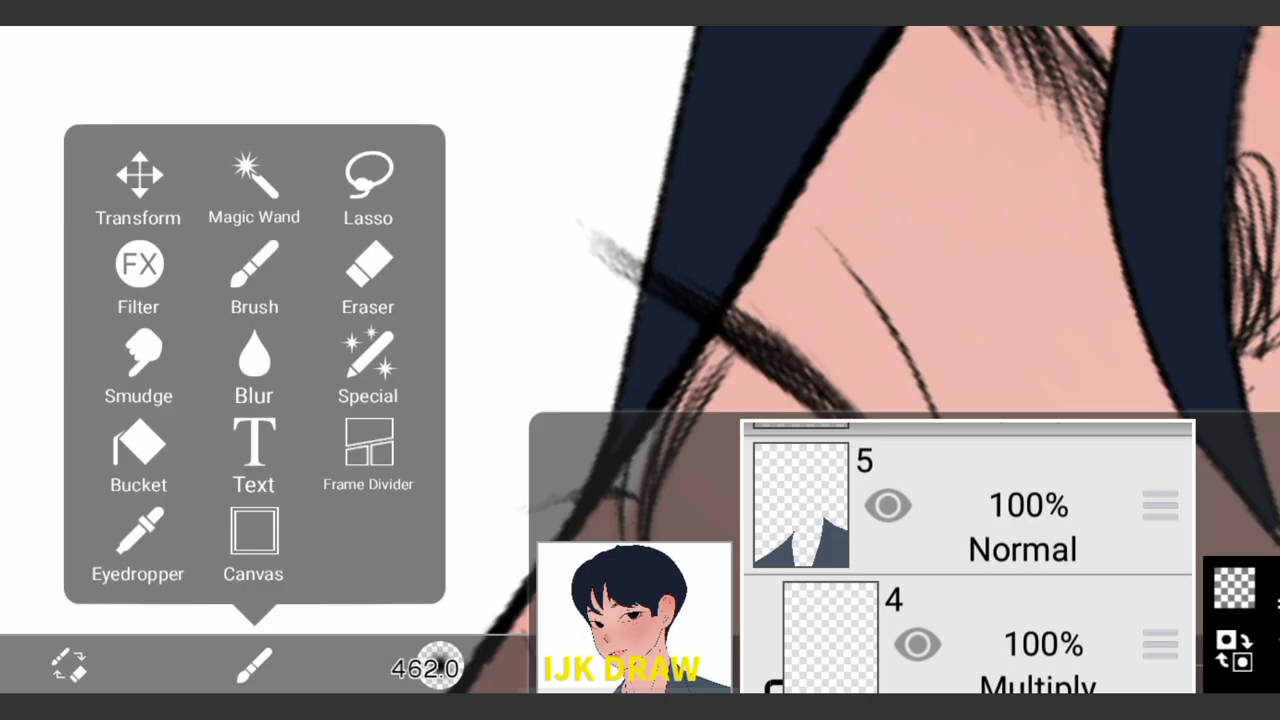 Transform Magic Wand Lasso
FX
Filter Brush Eraser
Smudge Blur Special
T
Bucket Text Frame Divider
Eyedropper Canvas
5
100%
Normal
4
100%
Multiply
462.0
IJK DRAW